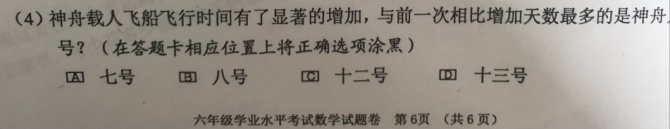 （4）神舟载人飞船飞行时间有了显著的增加，与前一次相比增加天数最多的是神舟
号？（在答题卡相应位置上将正确选项涂黑）
[A] 七号 [B] 八号 [C] 十二号 [D] 十三号
六年级学业水平考试数学试题卷 第6页 （共6页）